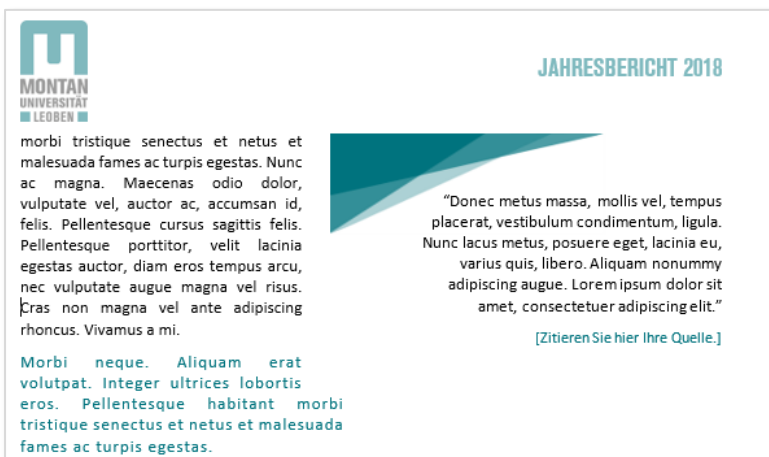 MONTAN
UNIVERSITÄT
LEOBEN
JAHRESBERICHT 2018
morbi tristique senectus et netus et
malesuada fames ac turpis egestas. Nunc
ac magna. Maecenas odio dolor,
vulputate vel, auctor ac, accumsan id,
felis. Pellentesque cursus sagittis felis.
Pellentesque porttitor, velit lacinia
egestas auctor, diam eros tempus arcu,
nec vulputate augue magna vel risus.
Cras non magna vel ante adipiscing
rhoncus. Vivamus a mi.
Morbi neque. Aliquam erat
volutpat. Integer ultrices lobortis
eros. Pellentesque habitant morbi
tristique senectus et netus et malesuada
fames ac turpis egestas.
“Donec metus massa, mollis vel, tempus
placerat, vestibulum condimentum, ligula.
Nunc lacus metus, posuere eget, lacinia eu,
varius quis, libero. Aliquam nonummy
adipiscing augue. Lorem ipsum dolor sit
amet, consectetuer adipiscing elit.”
[Zitieren Sie hier Ihre Quelle.]